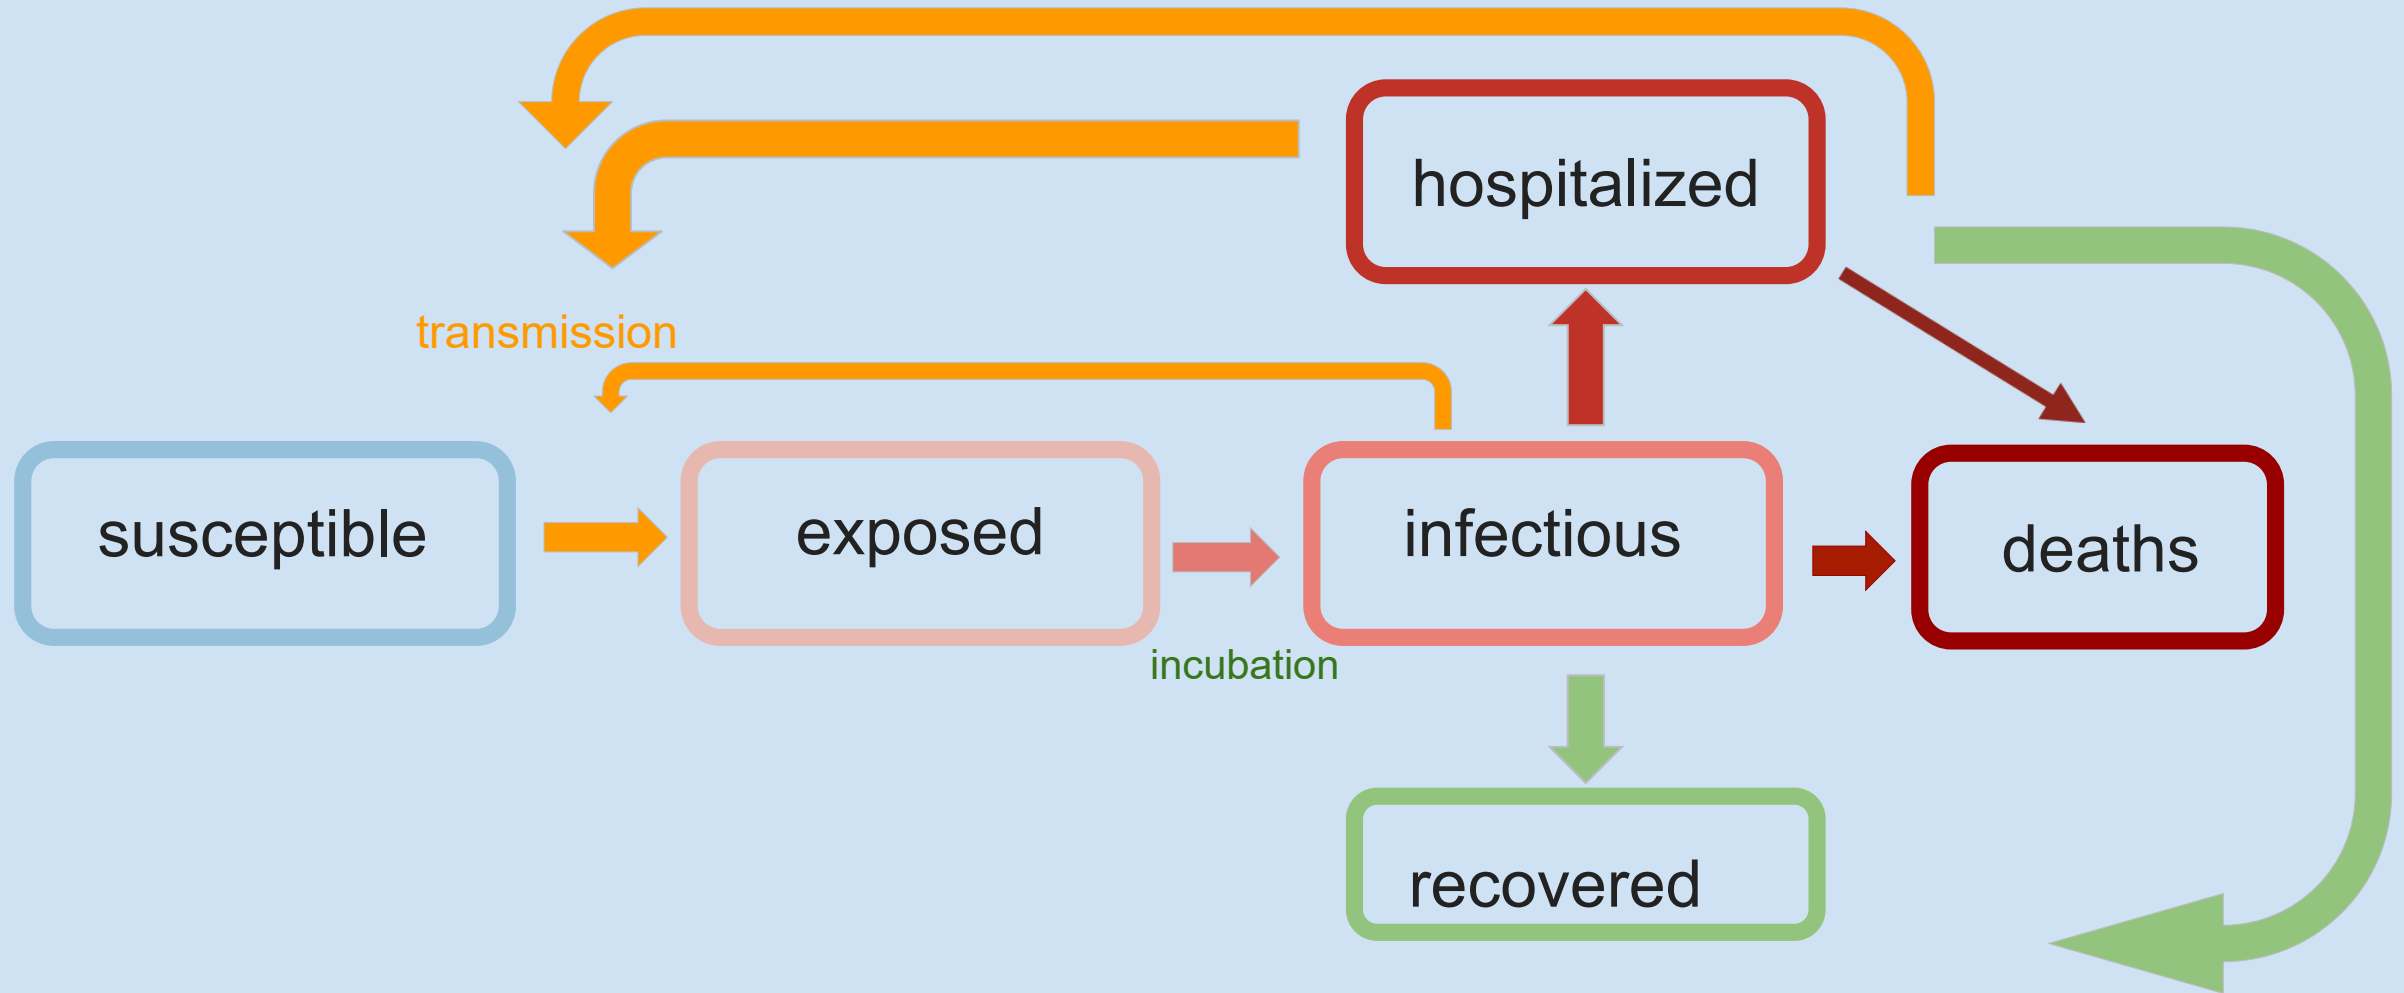 hospitalized
transmission
susceptible
exposed
infectious
deaths
incubation
recovered